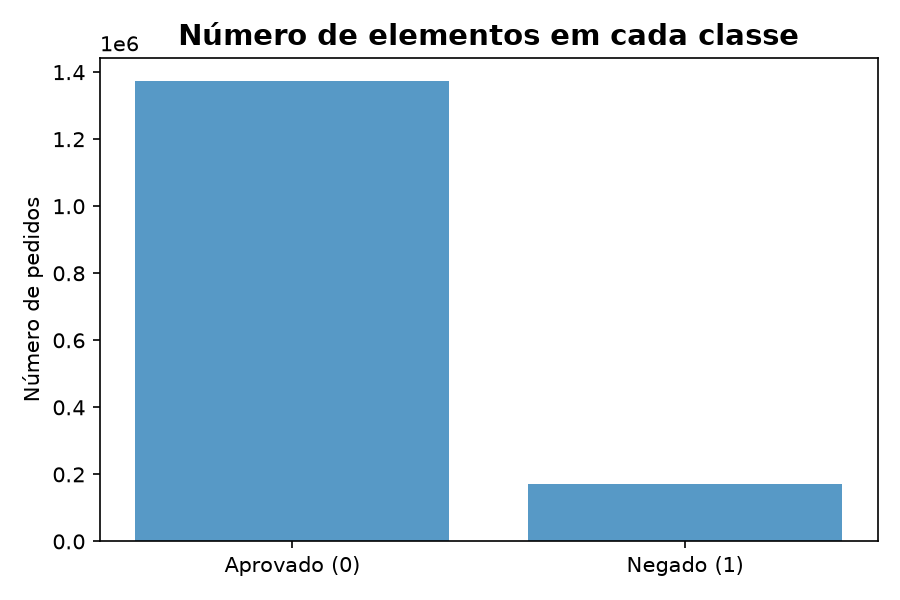 Número de elementos em cada classe
1e6
1.4
1.2
1.0
0.8
0.6
0.4
0.2
0.0
Número de pedidos
Aprovado (0)
Negado (1)